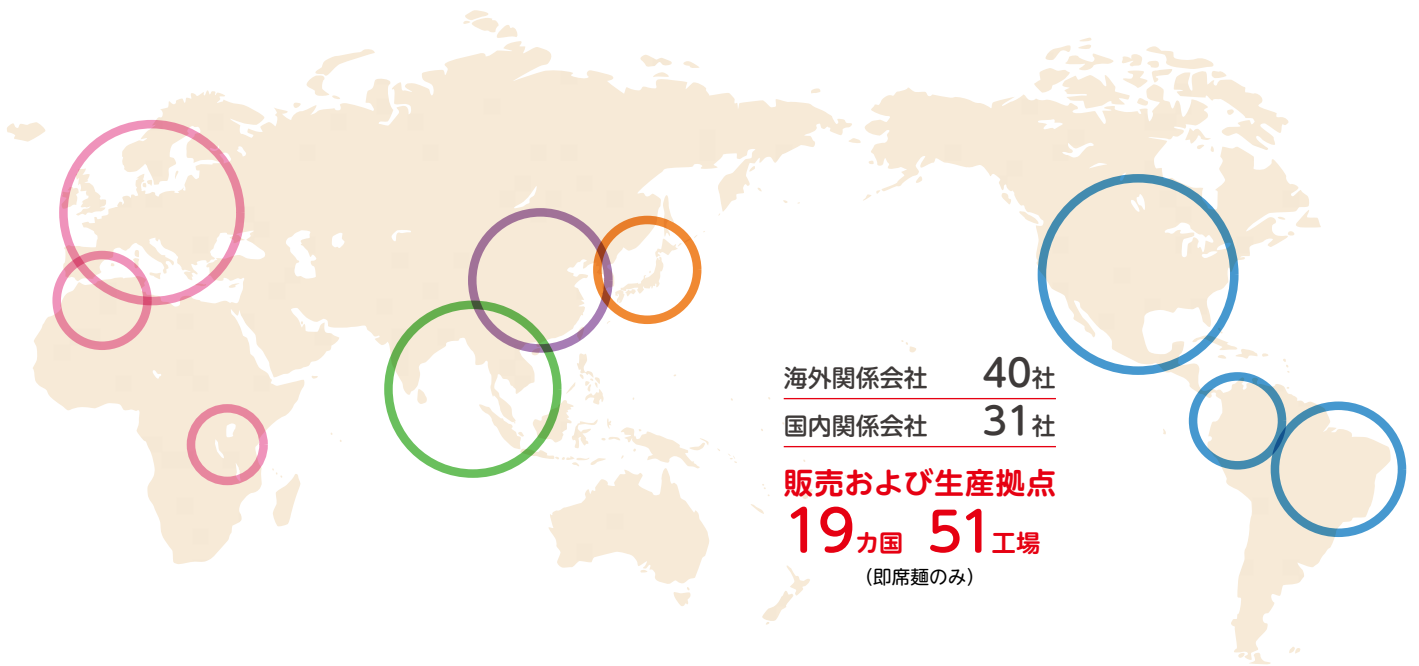 海外関係会社 40社
国内関係会社 31社
販売および生産拠点
19カ国 51工場
(即席麺のみ)